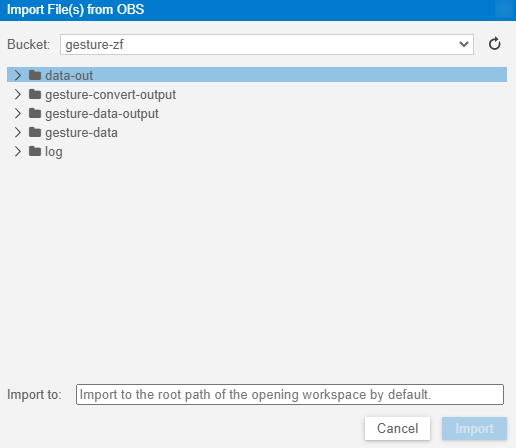 Import File(s) from OBS
Bucket: gesture-zf
data-out
gesture-convert-output
gesture-data-output
gesture-data
log
Import to: Import to the root path of the opening workspace by default.
Cancel Import